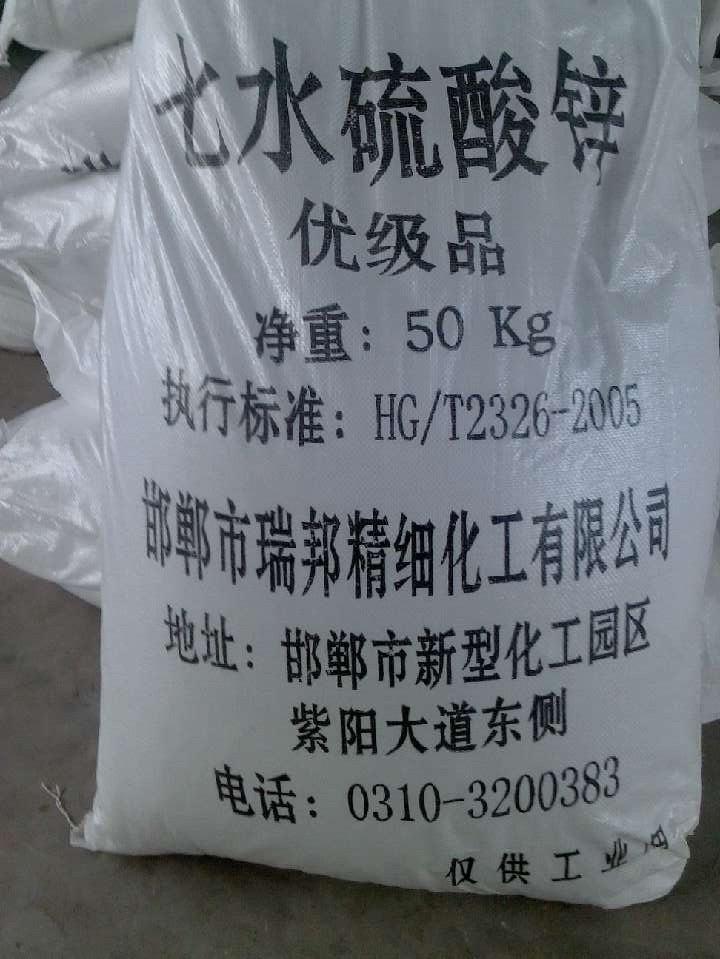 七水硫酸锌
优级品
净重：50 Kg
执行标准：HG/T2326-2005
邯郸市瑞邦精细化工有限公司
地址：邯郸市新型化工园区
紫阳大道东侧
电话：0310-3200383
仅供工业用